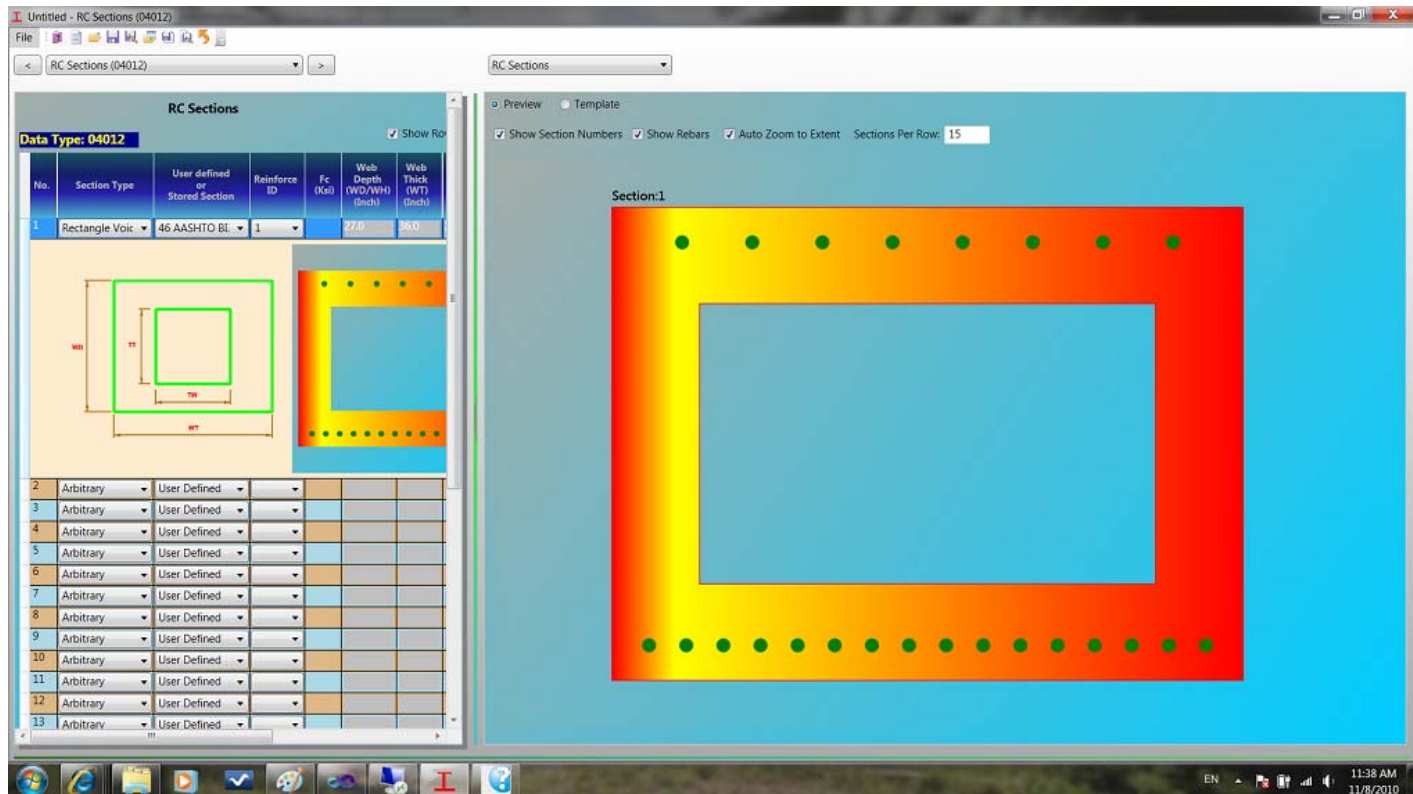 Untitled - RC Sections (04012)
File
< RC Sections (04012) > RC Sections
RC Sections
Data Type: 04012 Show Ro
No. Section Type User defined or Stored Section Reinforce ID Fc (Ksi) Web Depth (WD/WH) (Inch) Web Thick (WT) (Inch)
1 Rectangle Voic 46 AASHTO BI 1 27.0 36.0
WD
TT
TW
WT
2 Arbitrary User Defined
3 Arbitrary User Defined
4 Arbitrary User Defined
5 Arbitrary User Defined
6 Arbitrary User Defined
7 Arbitrary User Defined
8 Arbitrary User Defined
9 Arbitrary User Defined
10 Arbitrary User Defined
11 Arbitrary User Defined
12 Arbitrary User Defined
13 Arbitrary User Defined
Preview Template
Show Section Numbers Show Rebars Auto Zoom to Extent Sections Per Row: 15
Section:1
EN 11:38 AM
11/8/2010